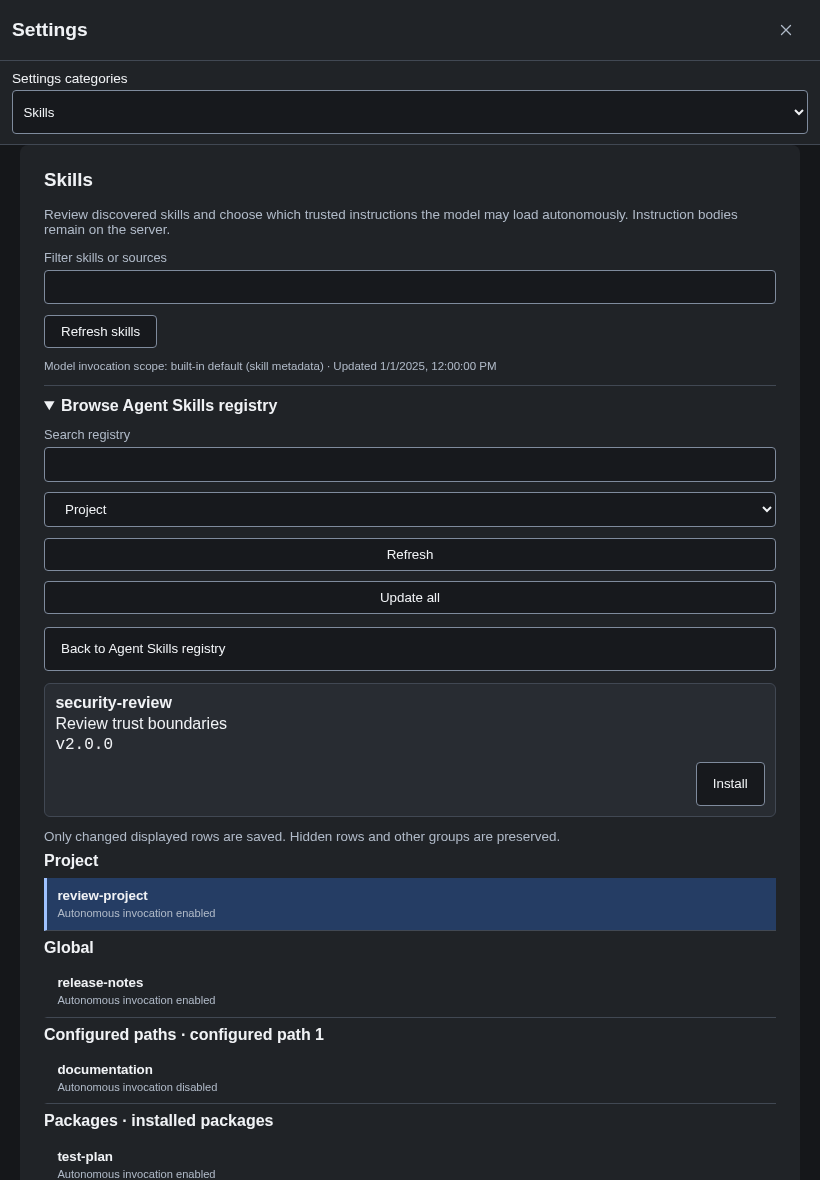 Settings
Settings categories
Skills
Skills
Review discovered skills and choose which trusted instructions the model may load autonomously. Instruction bodies
remain on the server.
Filter skills or sources
Refresh skills
Model invocation scope: built-in default (skill metadata) · Updated 1/1/2025, 12:00:00 PM
Browse Agent Skills registry
Search registry
Project
Refresh
Update all
Back to Agent Skills registry
security-review
Review trust boundaries
v2.0.0
Install
Only changed displayed rows are saved. Hidden rows and other groups are preserved.
Project
review-project
Autonomous invocation enabled
Global
release-notes
Autonomous invocation enabled
Configured paths · configured path 1
documentation
Autonomous invocation disabled
Packages · installed packages
test-plan
Autonomous invocation enabled